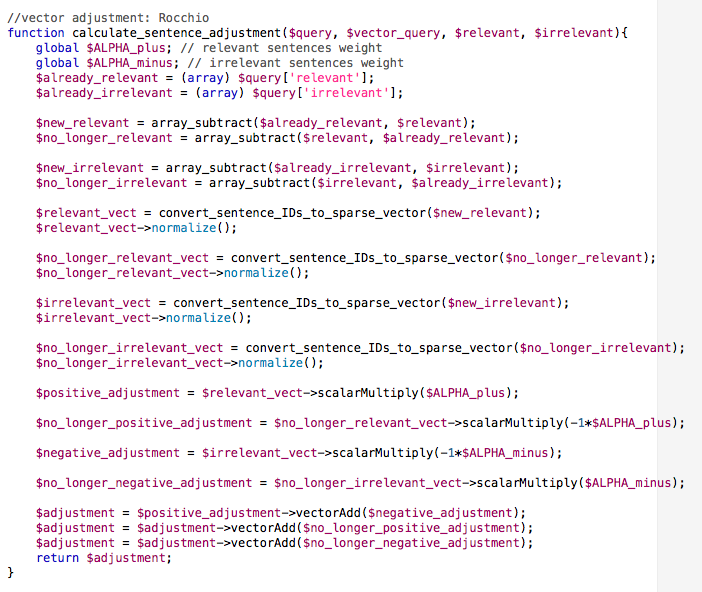 //vector adjustment: Rocchio
function calculate_sentence_adjustment($query, $vector_query, $relevant, $irrelevant){
    global $ALPHA_plus; // relevant sentences weight
    global $ALPHA_minus; // irrelevant sentences weight
    $already_relevant = (array) $query['relevant'];
    $already_irrelevant = (array) $query['irrelevant'];

    $new_relevant = array_subtract($already_relevant, $relevant);
    $no_longer_relevant = array_subtract($relevant, $already_relevant);

    $new_irrelevant = array_subtract($already_irrelevant, $irrelevant);
    $no_longer_irrelevant = array_subtract($irrelevant, $already_irrelevant);

    $relevant_vect = convert_sentence_IDs_to_sparse_vector($new_relevant);
    $relevant_vect->normalize();

    $no_longer_relevant_vect = convert_sentence_IDs_to_sparse_vector($no_longer_relevant);
    $no_longer_relevant_vect->normalize();

    $irrelevant_vect = convert_sentence_IDs_to_sparse_vector($new_irrelevant);
    $irrelevant_vect->normalize();

    $no_longer_irrelevant_vect = convert_sentence_IDs_to_sparse_vector($no_longer_irrelevant);
    $no_longer_irrelevant_vect->normalize();

    $positive_adjustment = $relevant_vect->scalarMultiply($ALPHA_plus);

    $no_longer_positive_adjustment = $no_longer_relevant_vect->scalarMultiply(-1*$ALPHA_plus);

    $negative_adjustment = $irrelevant_vect->scalarMultiply(-1*$ALPHA_minus);

    $no_longer_negative_adjustment = $no_longer_irrelevant_vect->scalarMultiply($ALPHA_minus);

    $adjustment = $positive_adjustment->vectorAdd($negative_adjustment);
    $adjustment = $adjustment->vectorAdd($no_longer_positive_adjustment);
    $adjustment = $adjustment->vectorAdd($no_longer_negative_adjustment);
    return $adjustment;
}